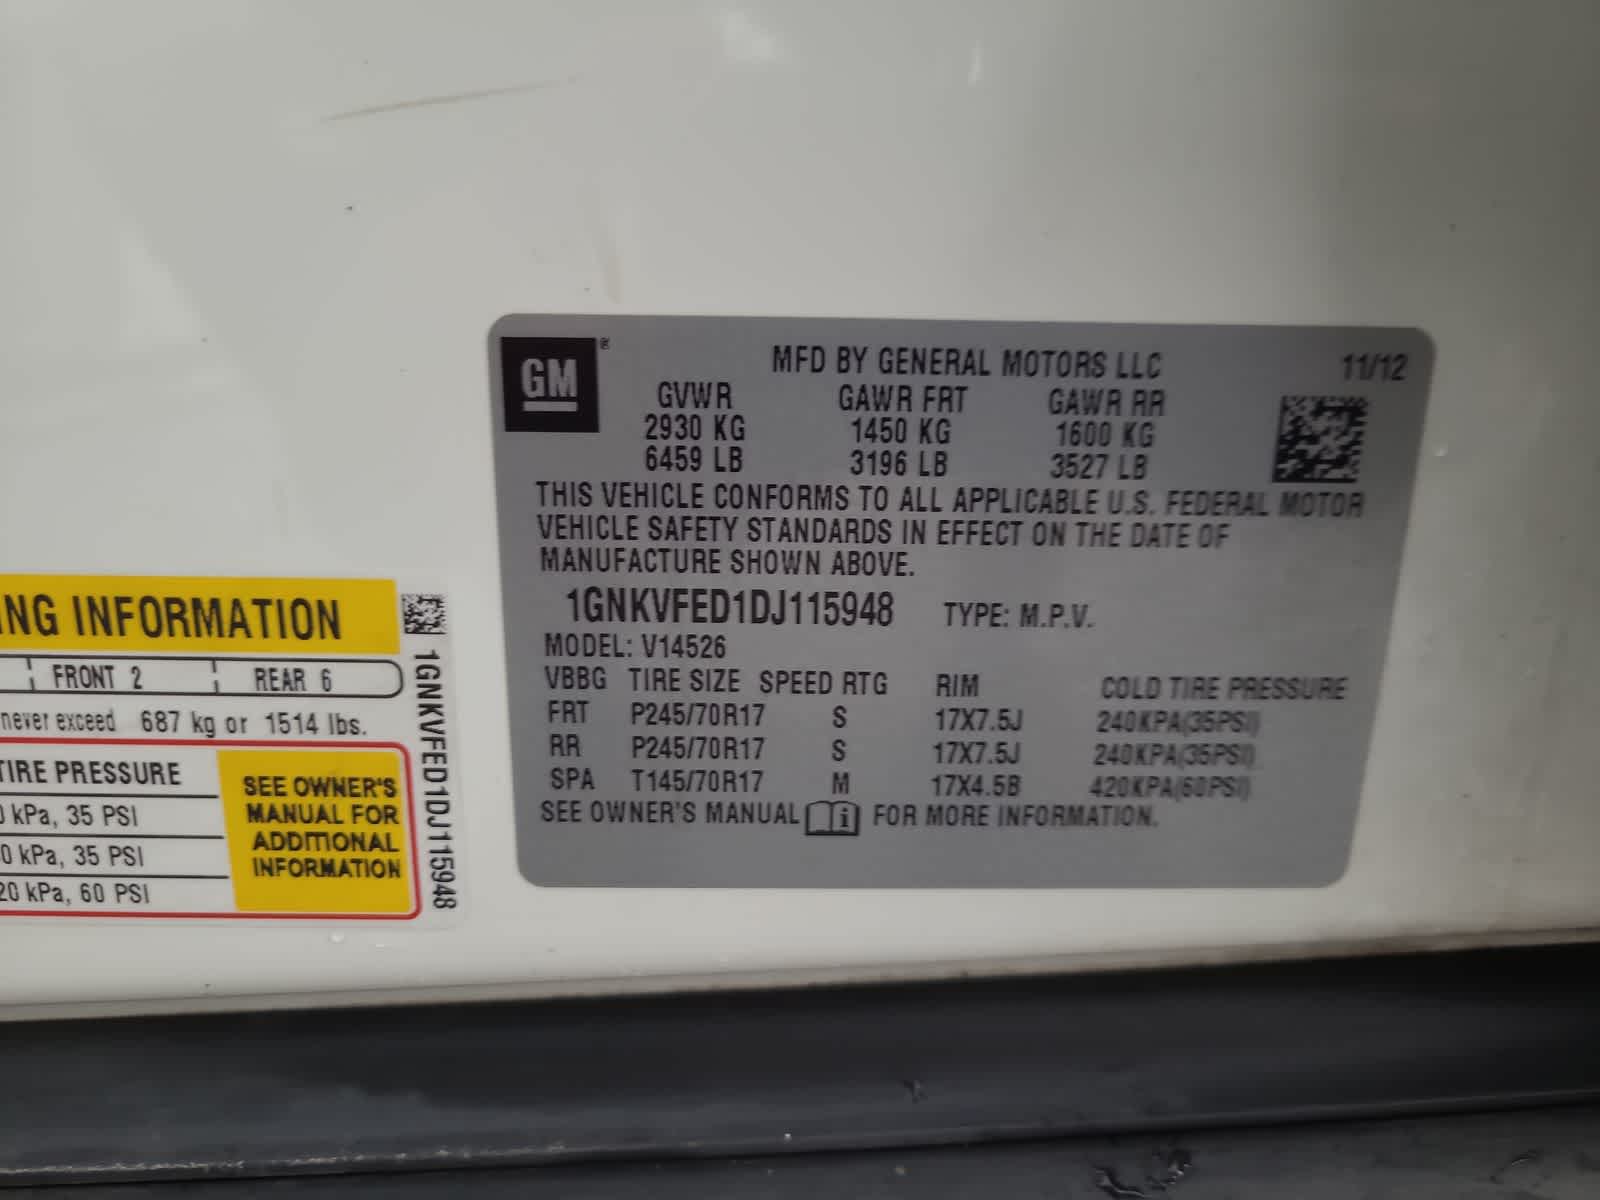 GM ®
MFD BY GENERAL MOTORS LLC 11/12
GVWR GAWR FRT GAWR RR
2930 KG 1450 KG 1600 KG
6459 LB 3196 LB 3527 LB
THIS VEHICLE CONFORMS TO ALL APPLICABLE U.S. FEDERAL MOTOR
VEHICLE SAFETY STANDARDS IN EFFECT ON THE DATE OF
MANUFACTURE SHOWN ABOVE.
1GNKVFED1DJ115948 TYPE: M.P.V.
MODEL: V14526
VBBG TIRE SIZE SPEED RTG RIM COLD TIRE PRESSURE
FRT P245/70R17 S 17X7.5J 240KPA(35PSI)
RR P245/70R17 S 17X7.5J 240KPA(35PSI)
SPA T145/70R17 M 17X4.5B 420KPA(60PSI)
SEE OWNER'S MANUAL i FOR MORE INFORMATION.
NG INFORMATION
FRONT 2 REAR 6
never exceed 687 kg or 1514 lbs.
TIRE PRESSURE
0 kPa, 35 PSI
0 kPa, 35 PSI
20 kPa, 60 PSI
SEE OWNER'S
MANUAL FOR
ADDITIONAL
INFORMATION
1GNKVFED1DJ115948